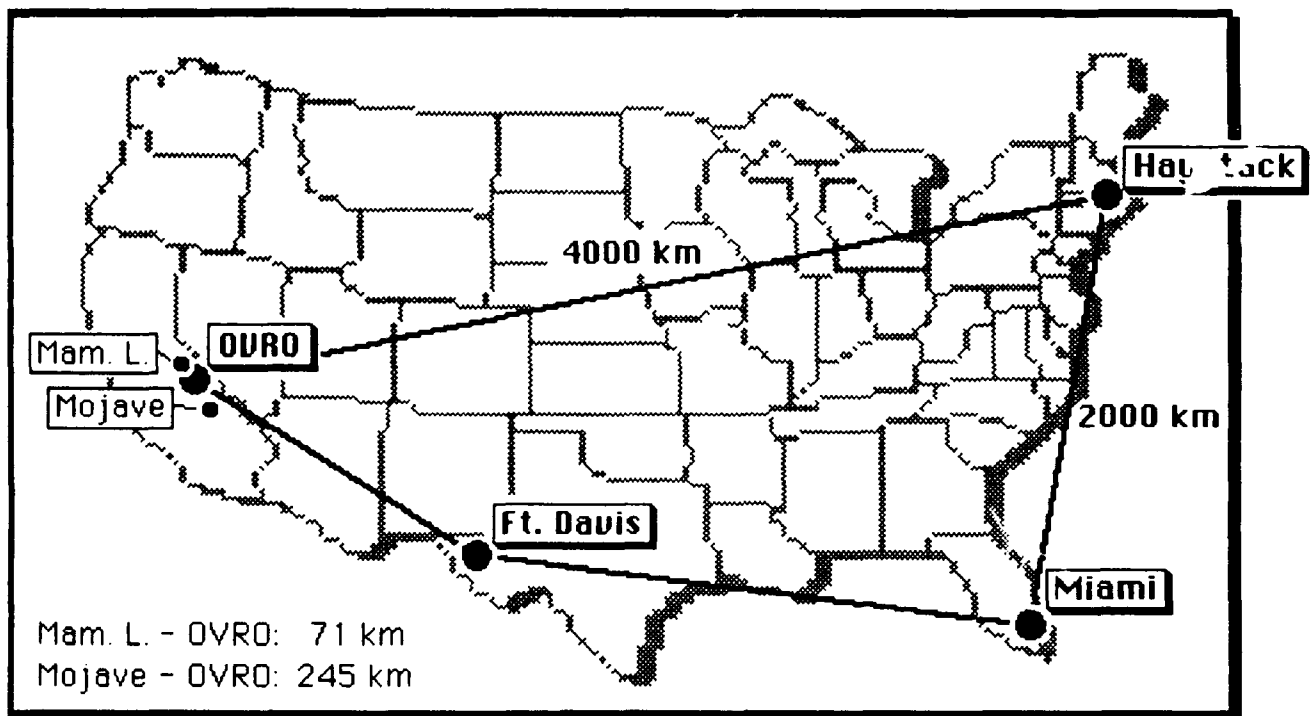 4000 km
Mam. L.
OVRO
Mojave
2000 km
Ft. Davis
Miami
Mam. L. - OVRO: 71 km
Mojave - OVRO: 245 km